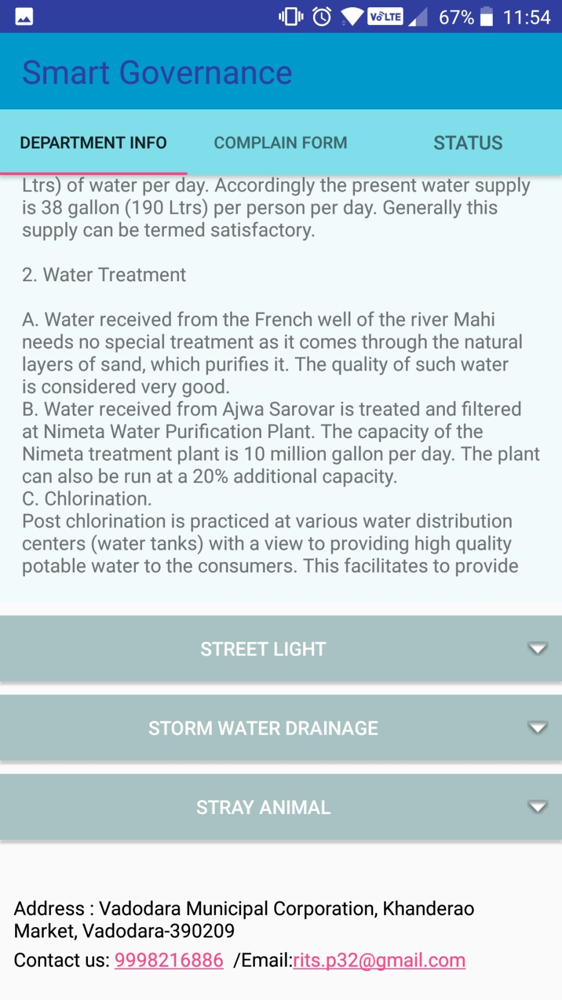 VoLTE 67% 11:54
Smart Governance
DEPARTMENT INFO COMPLAIN FORM STATUS
Ltrs) of water per day. Accordingly the present water supply
is 38 gallon (190 Ltrs) per person per day. Generally this
supply can be termed satisfactory.
2. Water Treatment
A. Water received from the French well of the river Mahi
needs no special treatment as it comes through the natural
layers of sand, which purifies it. The quality of such water
is considered very good.
B. Water received from Ajwa Sarovar is treated and filtered
at Nimeta Water Purification Plant. The capacity of the
Nimeta treatment plant is 10 million gallon per day. The plant
can also be run at a 20% additional capacity.
C. Chlorination.
Post chlorination is practiced at various water distribution
centers (water tanks) with a view to providing high quality
potable water to the consumers. This facilitates to provide
STREET LIGHT
STORM WATER DRAINAGE
STRAY ANIMAL
Address : Vadodara Municipal Corporation, Khanderao
Market, Vadodara-390209
Contact us: 9998216886 /Email:rits.p32@gmail.com